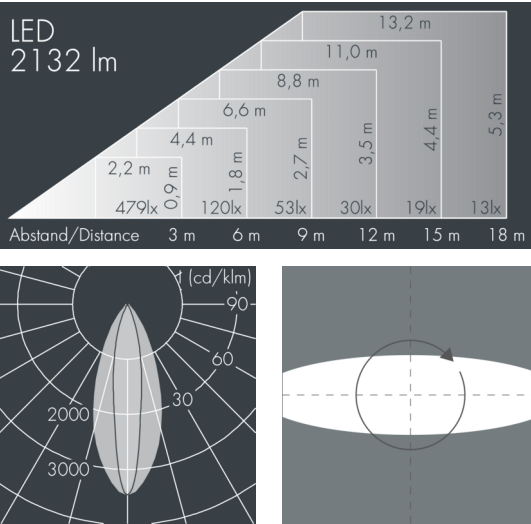 LED
2132 lm
13,2 m
11,0 m
8,8 m
6,6 m
4,4 m
2,2 m
0,9 m
1,8 m
2,7 m
3,5 m
4,4 m
5,3 m
479lx 120lx 53lx 30lx 19lx 13lx
Abstand/Distance 3 m 6 m 9 m 12 m 15 m 18 m
(cd/klm)
90
60
30
2000
3000